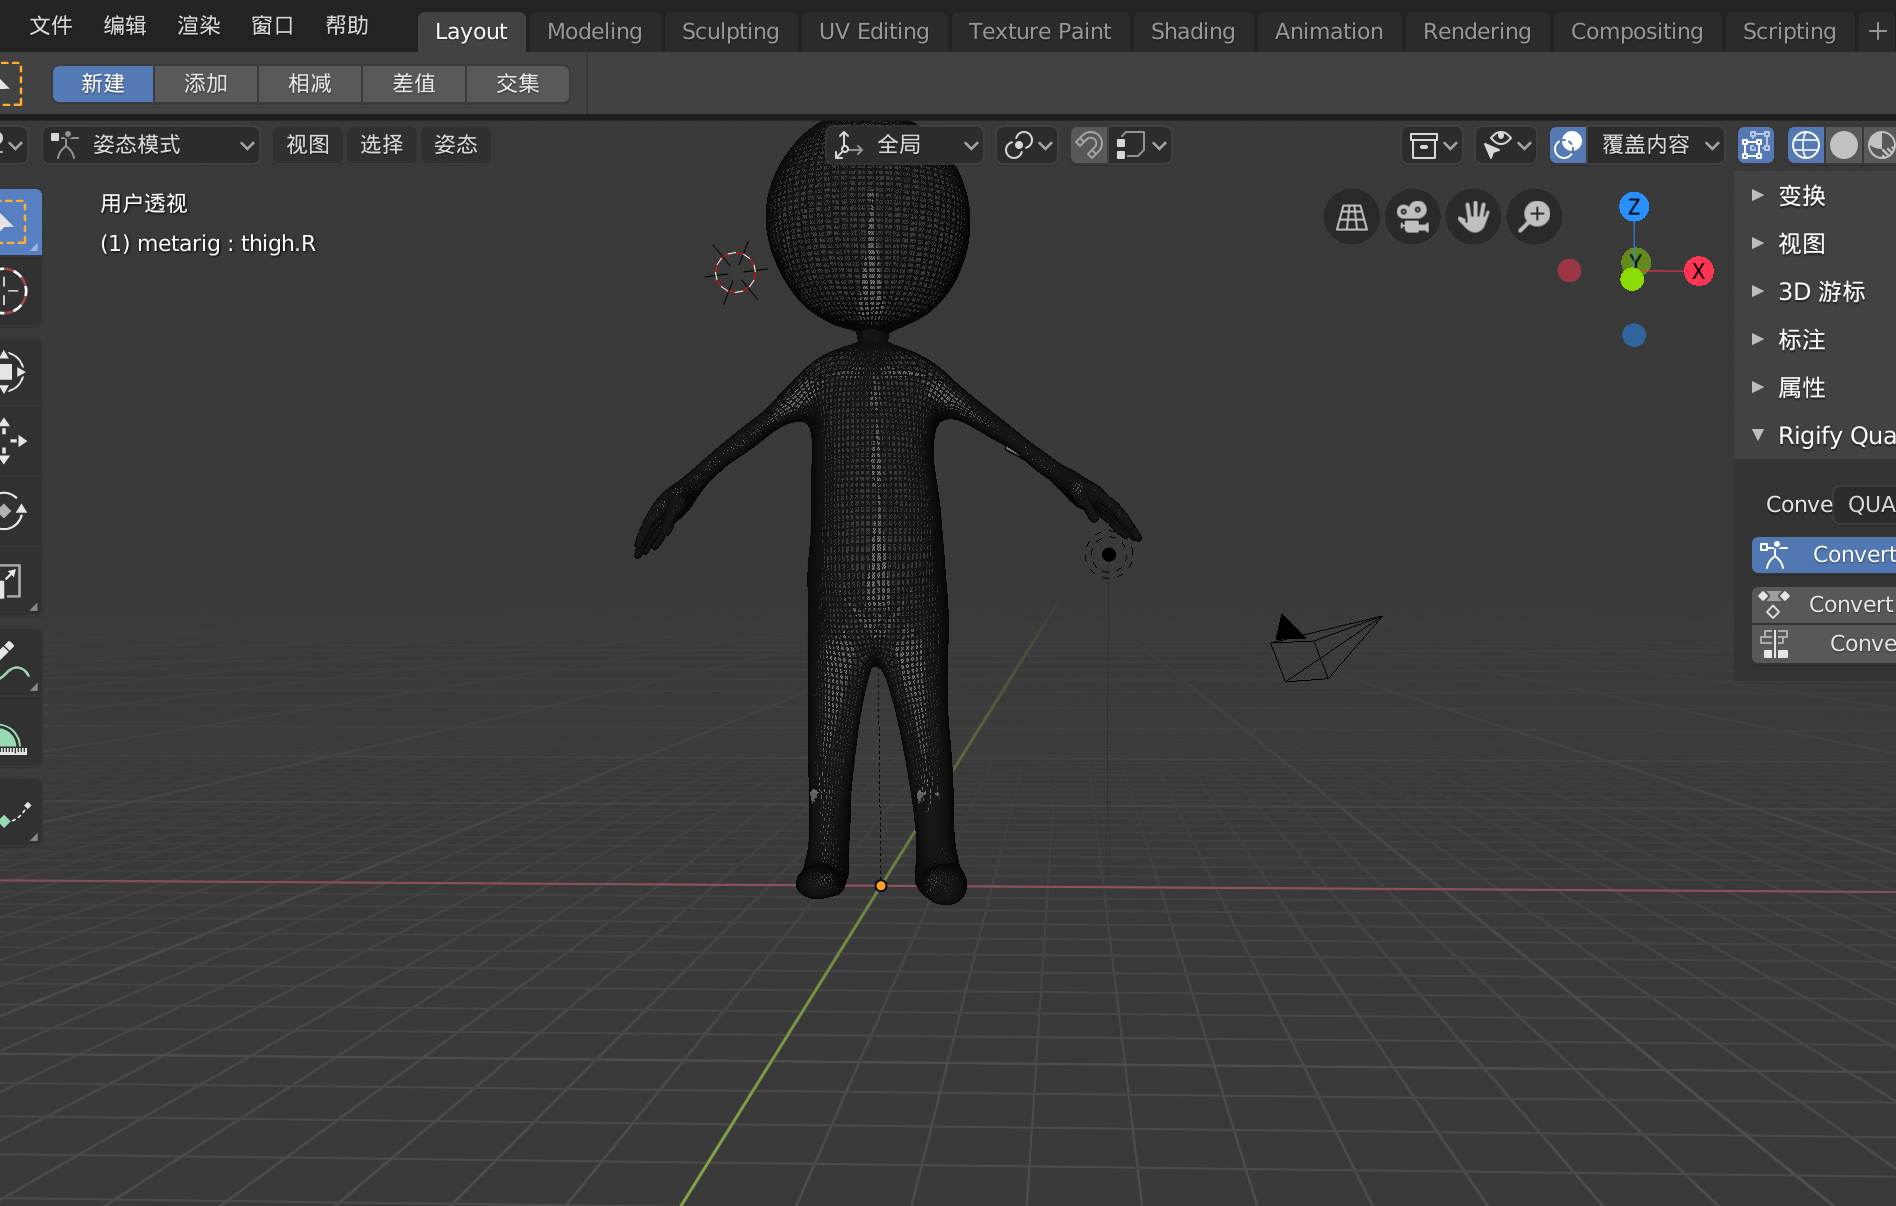 文件 编辑 渲染 窗口 帮助 Layout Modeling Sculpting UV Editing Texture Paint Shading Animation Rendering Compositing Scripting +
新建 添加 相减 差值 交集
姿态模式 视图 选择 姿态 全局 覆盖内容
用户透视
(1) metarig : thigh.R
Z
Y
X
变换
视图
3D 游标
标注
属性
Rigify Qua
Conve QUA
Convert
Convert
Conve